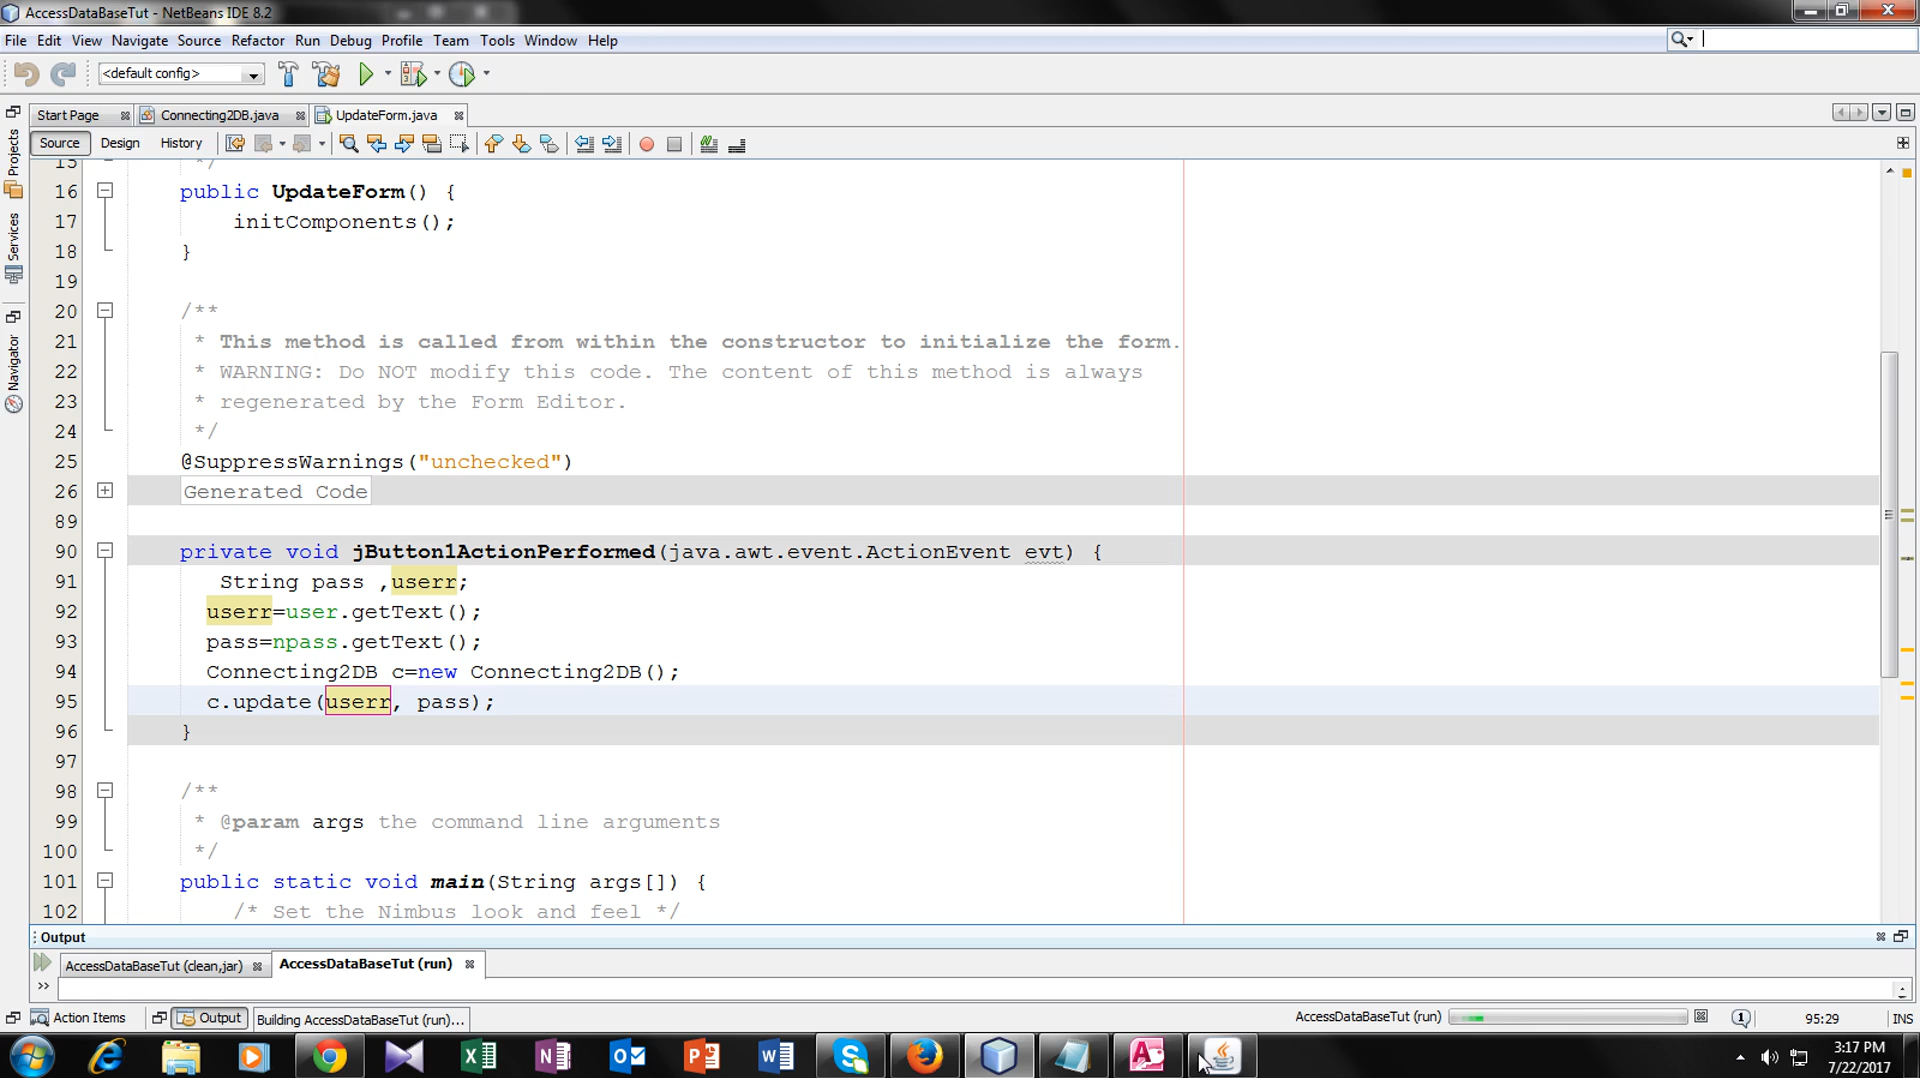 AccessDataBaseTut - NetBeans IDE 8.2
File Edit View Navigate Source Refactor Run Debug Profile Team Tools Window Help
<default config>
Start Page Connecting2DB.java UpdateForm.java
Source Design History
Projects
Services
Navigator
15 */
16 public UpdateForm() {
17 initComponents();
18 }
19
20 /**
21 * This method is called from within the constructor to initialize the form.
22 * WARNING: Do NOT modify this code. The content of this method is always
23 * regenerated by the Form Editor.
24 */
25 @SuppressWarnings("unchecked")
26 Generated Code
89
90 private void jButton1ActionPerformed(java.awt.event.ActionEvent evt) {
91 String pass ,userr;
92 userr=user.getText();
93 pass=npass.getText();
94 Connecting2DB c=new Connecting2DB();
95 c.update(userr, pass);
96 }
97
98 /**
99 * @param args the command line arguments
100 */
101 public static void main(String args[]) {
102 /* Set the Nimbus look and feel */
Output
AccessDataBaseTut (clean,jar) AccessDataBaseTut (run)
Action Items Output Building AccessDataBaseTut (run)... AccessDataBaseTut (run) 1 95:29 INS
3:17 PM
7/22/2017